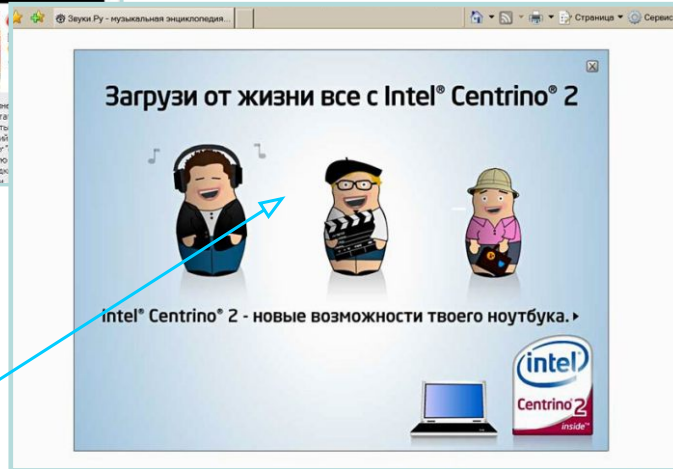 Звуки.Ру - музыкальная энциклопедия...
Страница
Сервис
Загрузи от жизни все с Intel® Centrino® 2
Intel® Centrino® 2 - новые возможности твоего ноутбука.
intel
Centrino 2
inside™